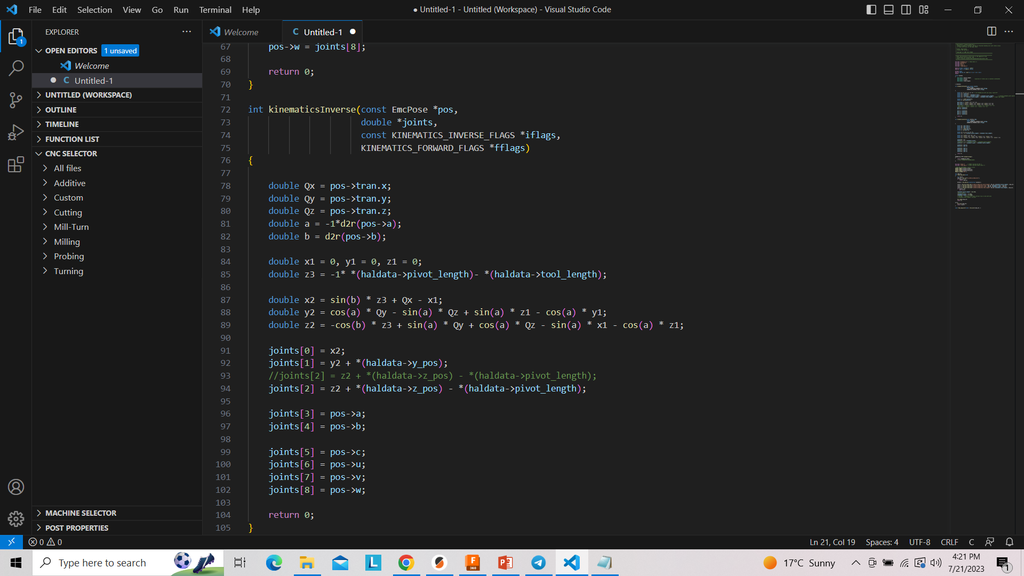 File Edit Selection View Go Run Terminal Help
● Untitled-1 - Untitled (Workspace) - Visual Studio Code
EXPLORER
Welcome
C Untitled-1
OPEN EDITORS 1 unsaved
Welcome
C Untitled-1
UNTITLED (WORKSPACE)
OUTLINE
TIMELINE
FUNCTION LIST
CNC SELECTOR
All files
Additive
Custom
Cutting
Mill-Turn
Milling
Probing
Turning
MACHINE SELECTOR
POST PROPERTIES
67 pos->w = joints[8];
68
69 return 0;
70 }
71
72 int kinematicsInverse(const EmcPose *pos,
73 double *joints,
74 const KINEMATICS_INVERSE_FLAGS *iflags,
75 KINEMATICS_FORWARD_FLAGS *fflags)
76 {
77
78 double Qx = pos->tran.x;
79 double Qy = pos->tran.y;
80 double Qz = pos->tran.z;
81 double a = -1*d2r(pos->a);
82 double b = d2r(pos->b);
83
84 double x1 = 0, y1 = 0, z1 = 0;
85 double z3 = -1* *(haldata->pivot_length)- *(haldata->tool_length);
86
87 double x2 = sin(b) * z3 + Qx - x1;
88 double y2 = cos(a) * Qy - sin(a) * Qz + sin(a) * z1 - cos(a) * y1;
89 double z2 = -cos(b) * z3 + sin(a) * Qy + cos(a) * Qz - sin(a) * x1 - cos(a) * z1;
90
91 joints[0] = x2;
92 joints[1] = y2 + *(haldata->y_pos);
93 //joints[2] = z2 + *(haldata->z_pos) - *(haldata->pivot_length);
94 joints[2] = z2 + *(haldata->z_pos) - *(haldata->pivot_length);
95
96 joints[3] = pos->a;
97 joints[4] = pos->b;
98
99 joints[5] = pos->c;
100 joints[6] = pos->u;
101 joints[7] = pos->v;
102 joints[8] = pos->w;
103
104 return 0;
105 }
0 0
Ln 21, Col 19 Spaces: 4 UTF-8 CRLF C
Type here to search
17°C Sunny
4:21 PM
7/21/2023